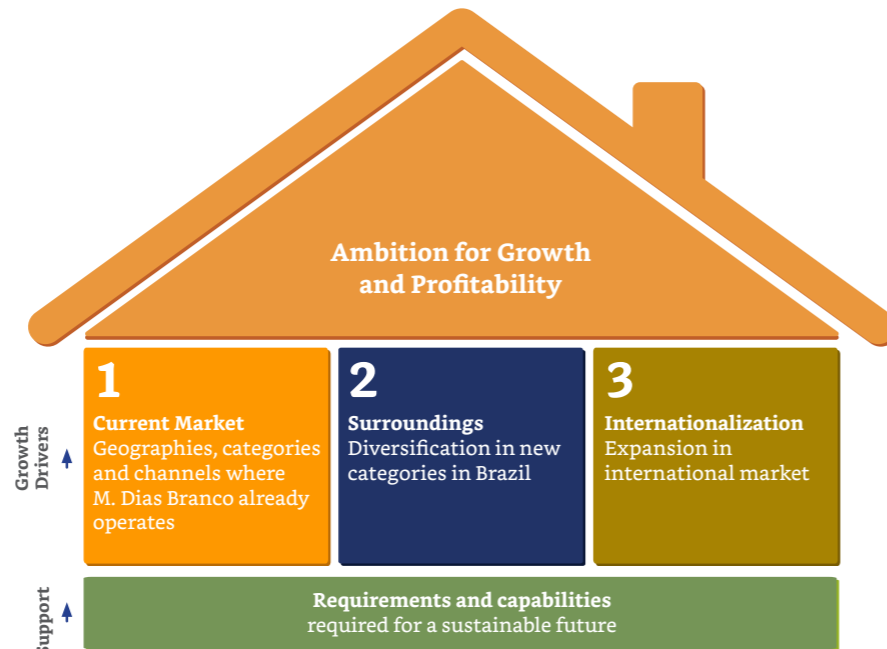 Ambition for Growth
and Profitability
Growth
Drivers
1
Current Market
Geographies, categories
and channels where
M. Dias Branco already
operates
2
Surroundings
Diversification in new
categories in Brazil
3
Internationalization
Expansion in
international market
Support
Requirements and capabilities
required for a sustainable future